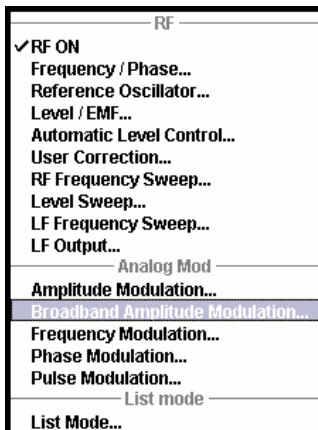 RF
✓RF ON
Frequency / Phase...
Reference Oscillator...
Level / EMF...
Automatic Level Control...
User Correction...
RF Frequency Sweep...
Level Sweep...
LF Frequency Sweep...
LF Output...
Analog Mod
Amplitude Modulation...
Broadband Amplitude Modulation...
Frequency Modulation...
Phase Modulation...
Pulse Modulation...
List mode
List Mode...